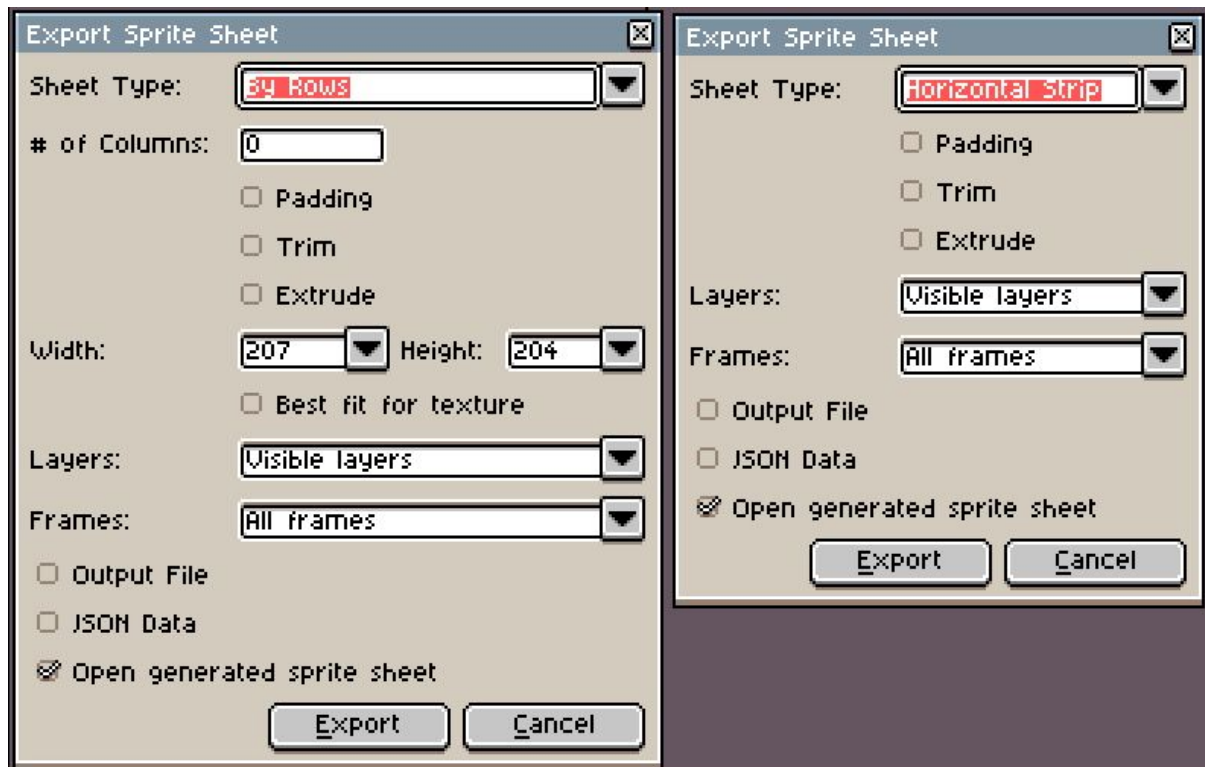 Export Sprite Sheet
Sheet Type: By Rows
# of Columns: 0
Padding
Trim
Extrude
Width: 207 Height: 204
Best fit for texture
Layers: Visible layers
Frames: All frames
Output File
JSON Data
Open generated sprite sheet
Export Cancel
Export Sprite Sheet
Sheet Type: Horizontal Strip
Padding
Trim
Extrude
Layers: Visible layers
Frames: All frames
Output File
JSON Data
Open generated sprite sheet
Export Cancel